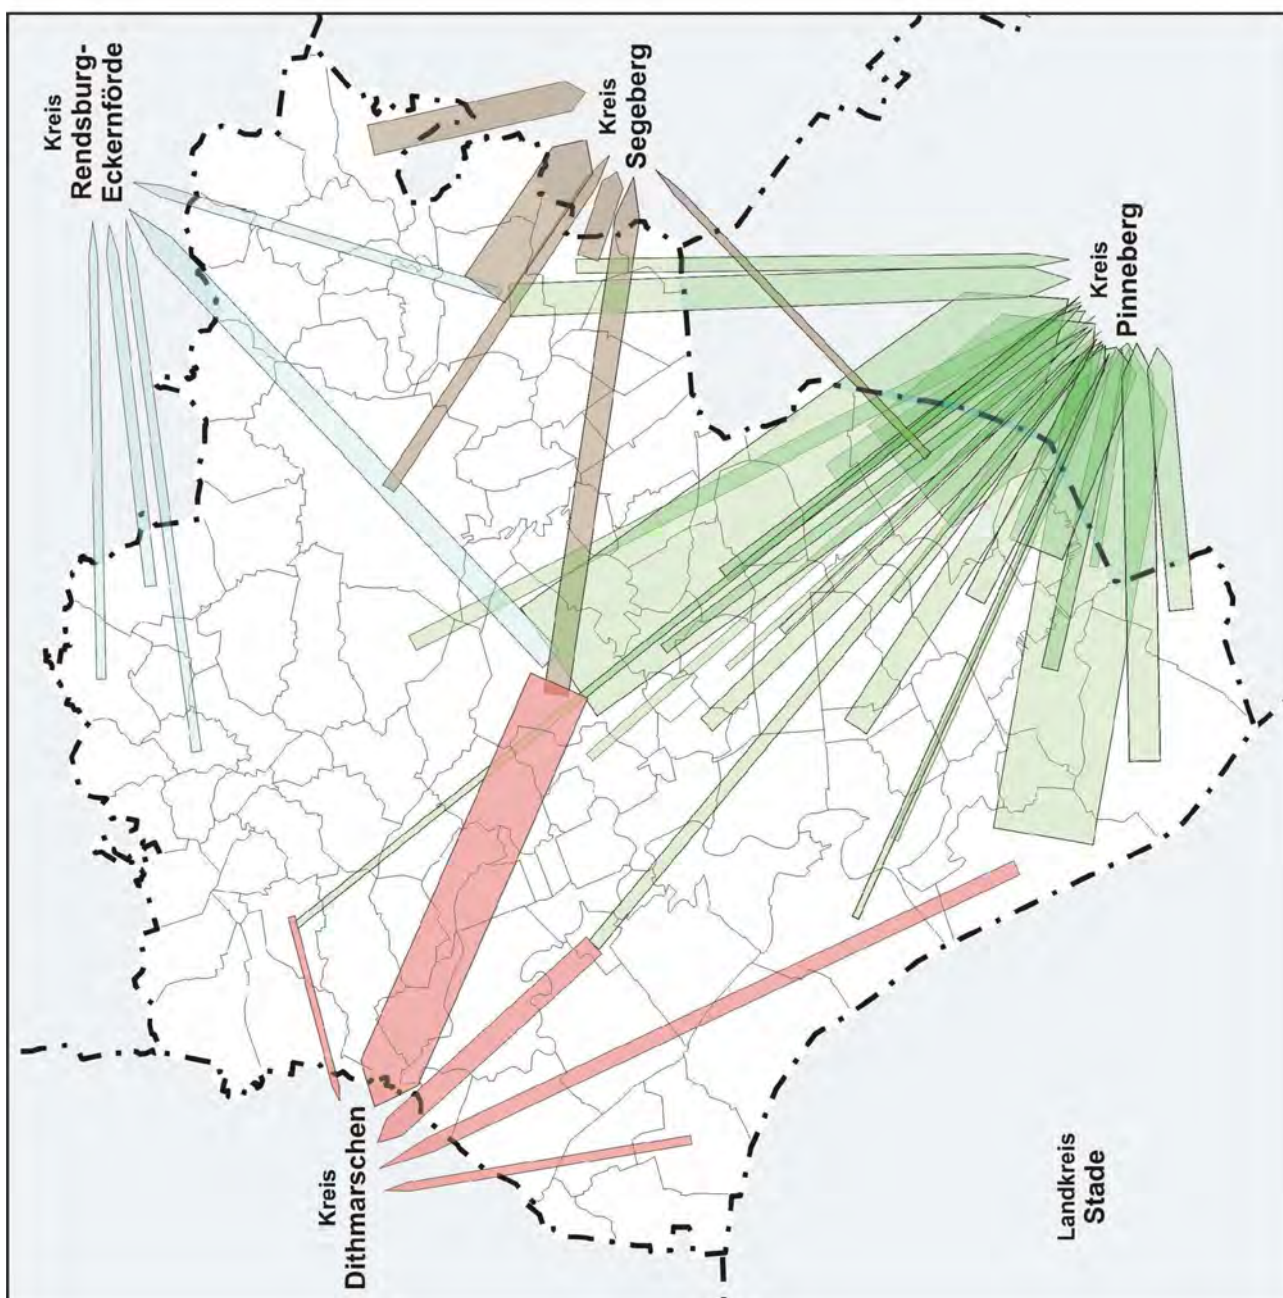 Kreis
Rendsburg-
Eckernförde
Kreis
Segeberg
Kreis
Pinneberg
Kreis
Dithmarschen
Landkreis
Stade